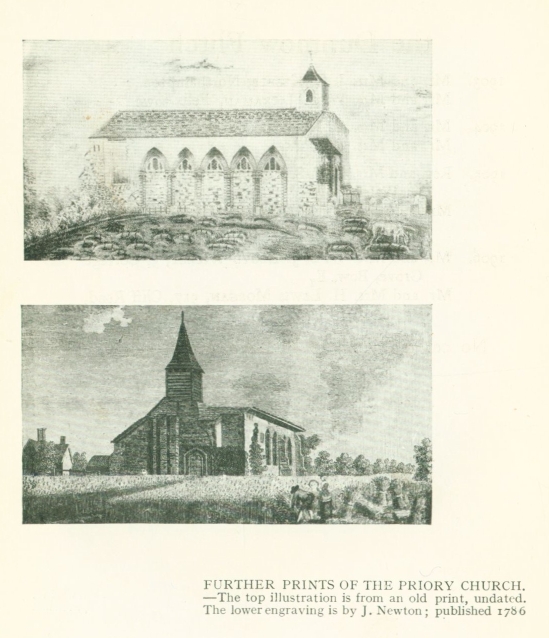 FURTHER PRINTS OF THE PRIORY CHURCH.
—The top illustration is from an old print, undated.
The lower engraving is by J. Newton; published 1786